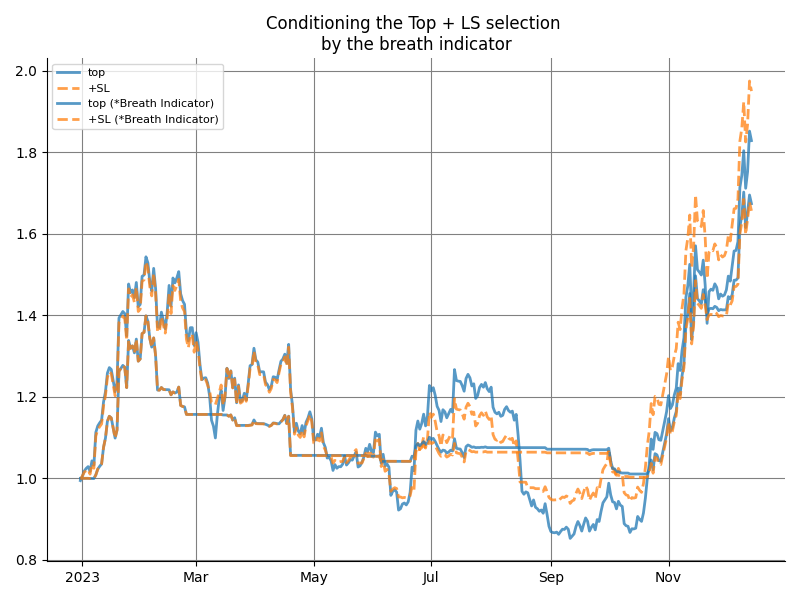 Conditioning the Top + LS selection
by the breath indicator
top
+SL
top (*Breath Indicator)
+SL (*Breath Indicator)
2.0
1.8
1.6
1.4
1.2
1.0
0.8
2023 Mar May Jul Sep Nov